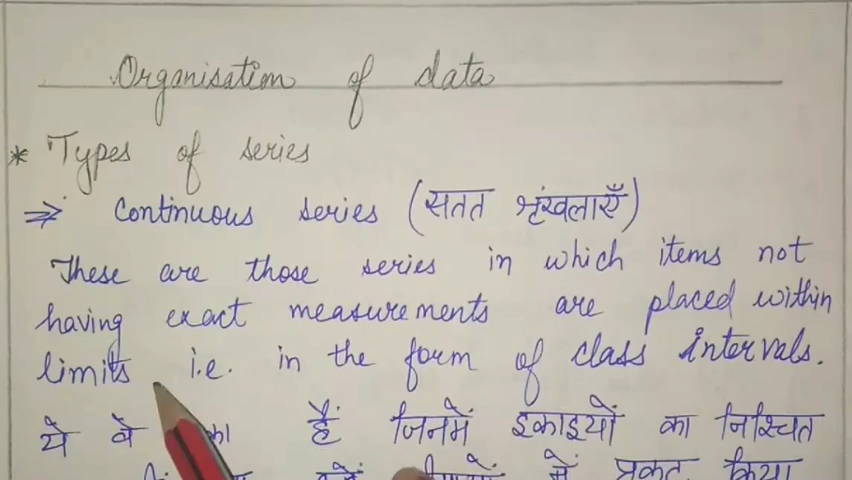 Organisation of data
* Types of series
⇒ Continuous series (सतत श्रृंखलाएँ)
These are those series in which items not
having exact measurements are placed within
limits i.e. in the form of class intervals.
ये वे हैं जिनमें इकाइयों का निश्चित
में प्रकट किया